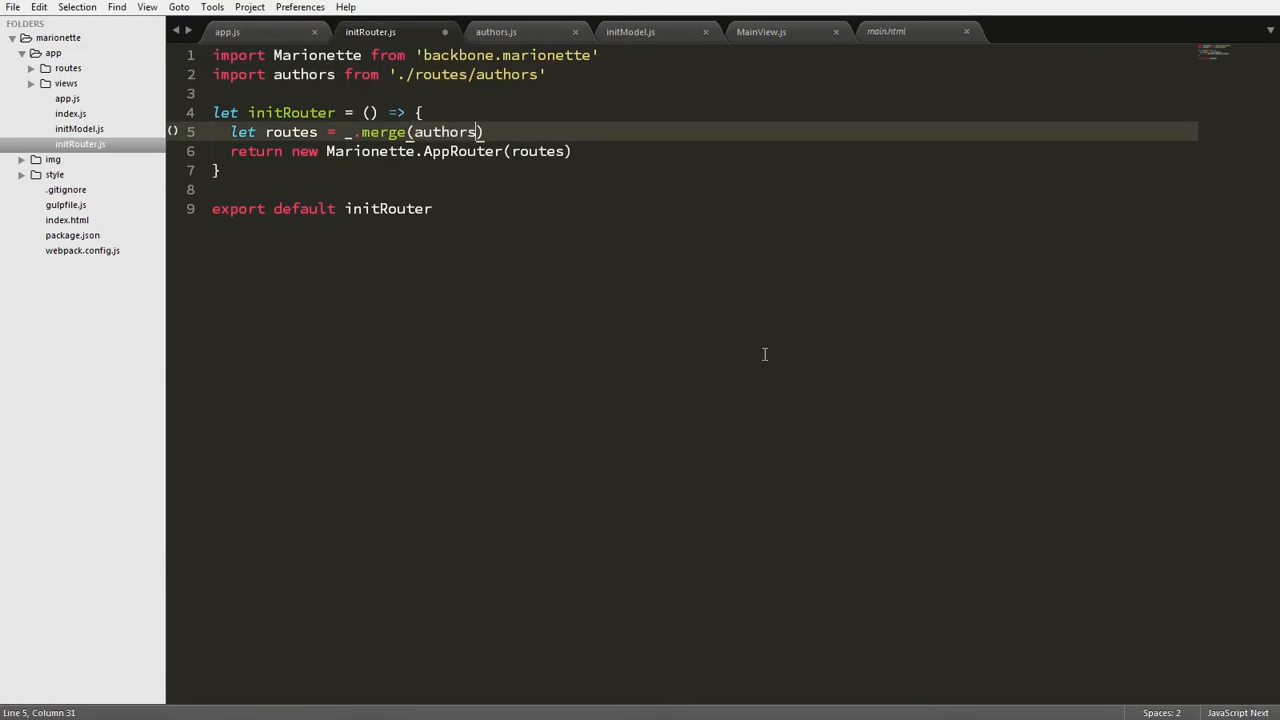 File Edit Selection Find View Goto Tools Project Preferences Help
FOLDERS
marionette
app
routes
views
app.js
index.js
initModel.js
initRouter.js
img
style
.gitignore
gulpfile.js
index.html
package.json
webpack.config.js
app.js initRouter.js authors.js initModel.js MainView.js main.html
1 import Marionette from 'backbone.marionette'
2 import authors from './routes/authors'
3
4 let initRouter = () => {
() 5 let routes = _.merge(authors)
6 return new Marionette.AppRouter(routes)
7 }
8
9 export default initRouter
Line 5, Column 31 Spaces: 2 JavaScript Next